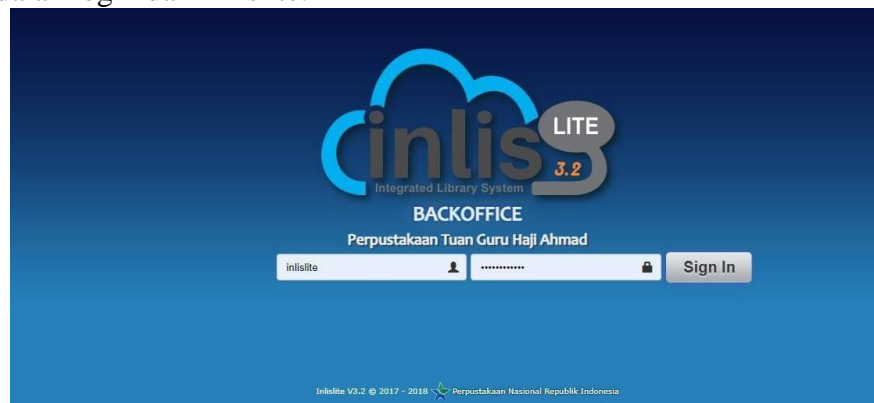 inlis LITE
3.2
Integrated Library System
BACKOFFICE
Perpustakaan Tuan Guru Haji Ahmad
inlislite ············ Sign In
Inlislite V3.2 © 2017 - 2018 Perpustakaan Nasional Republik Indonesia